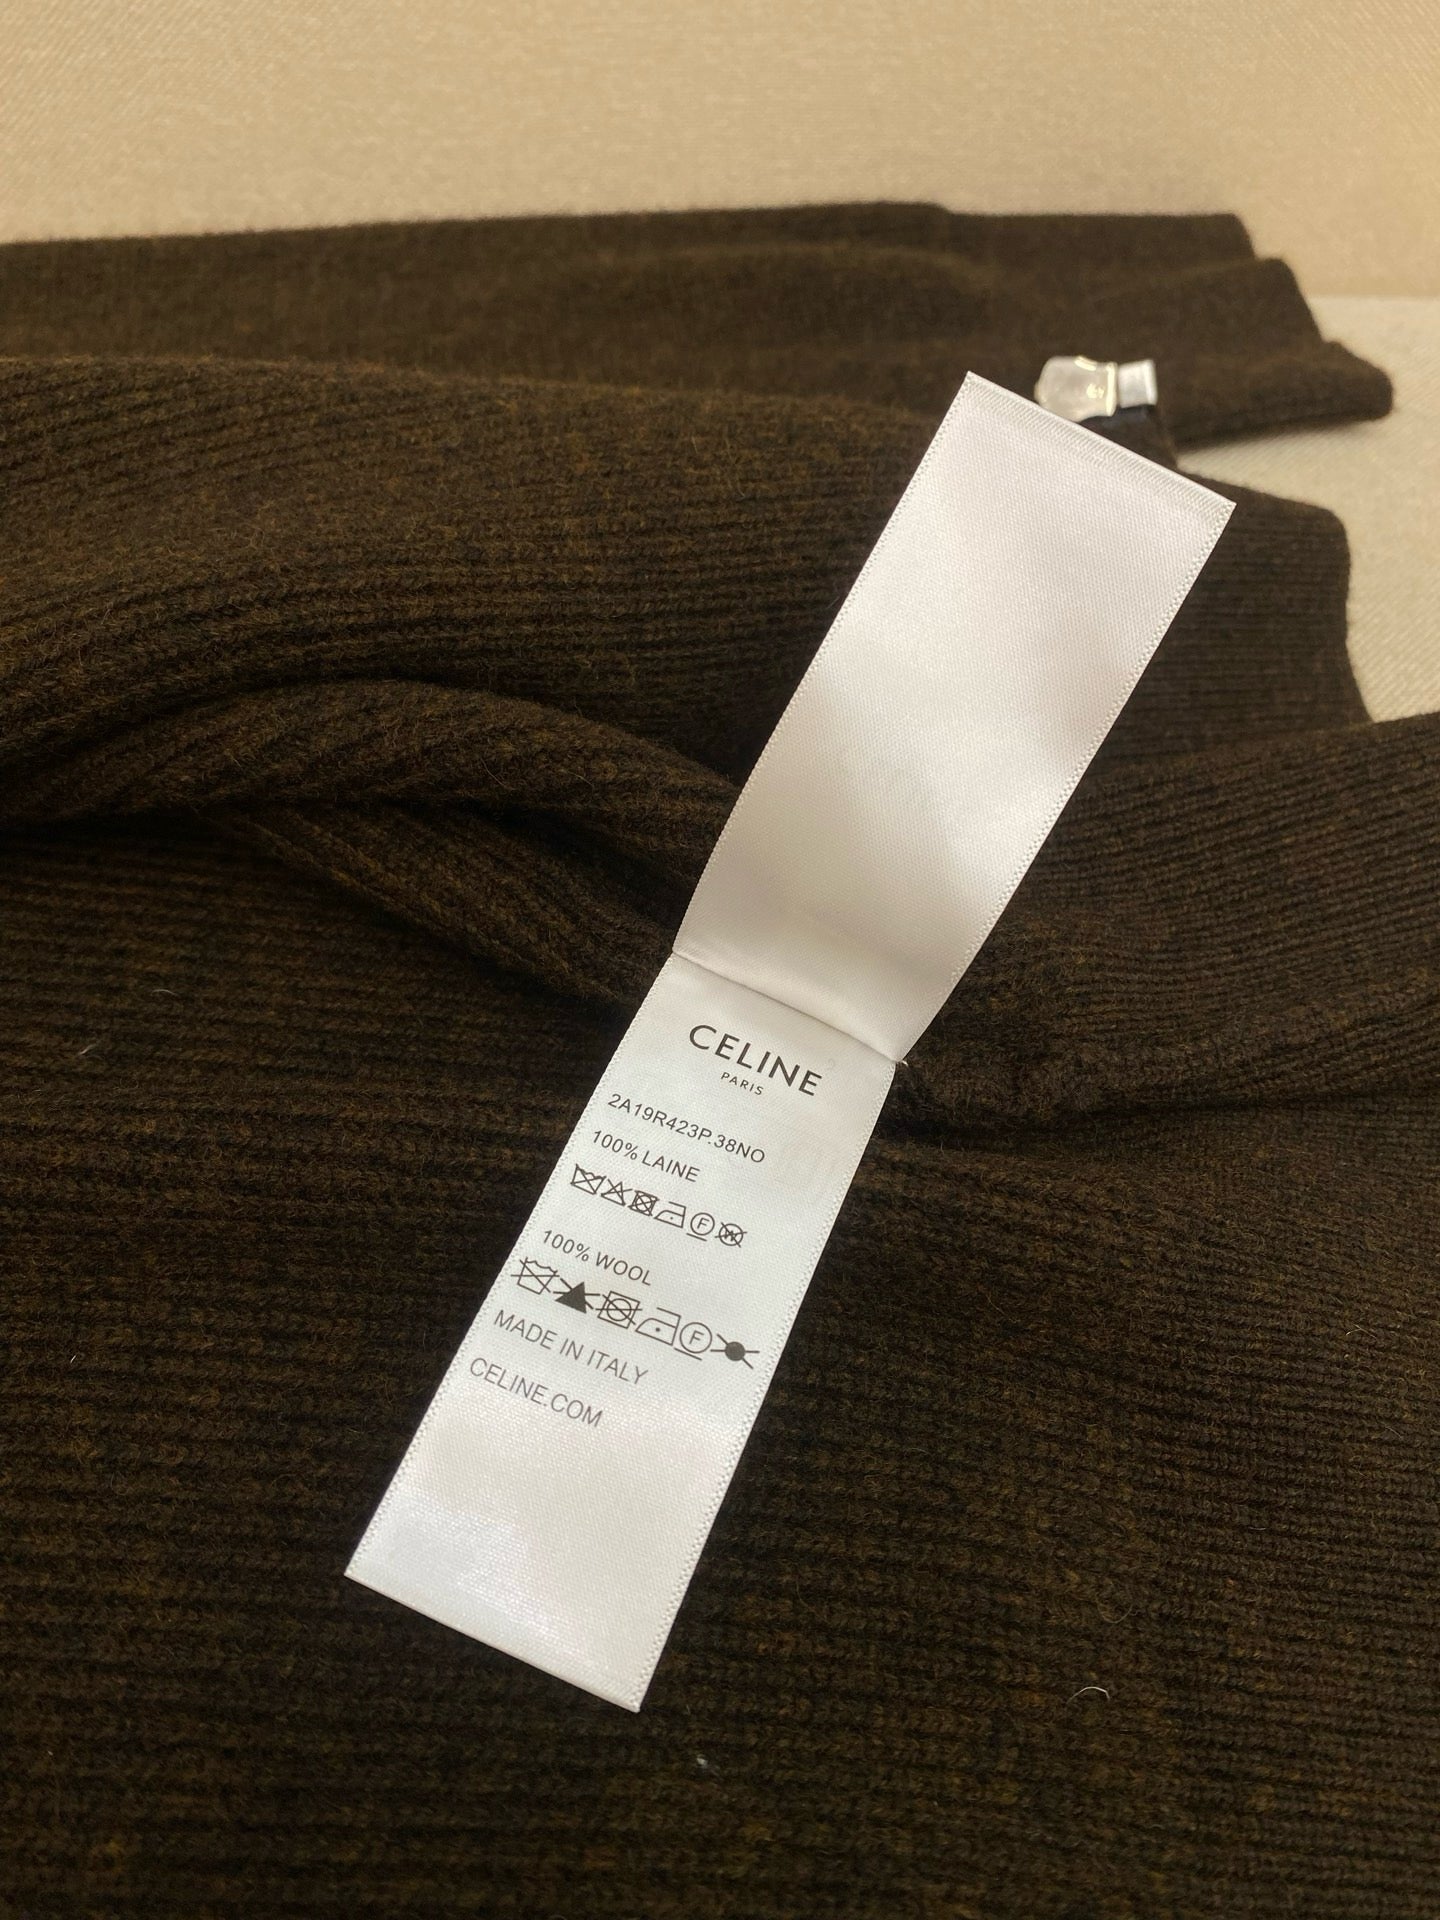 CELINE
PARIS
2A19R423P.38NO
100% LAINE
100% WOOL
MADE IN ITALY
CELINE.COM